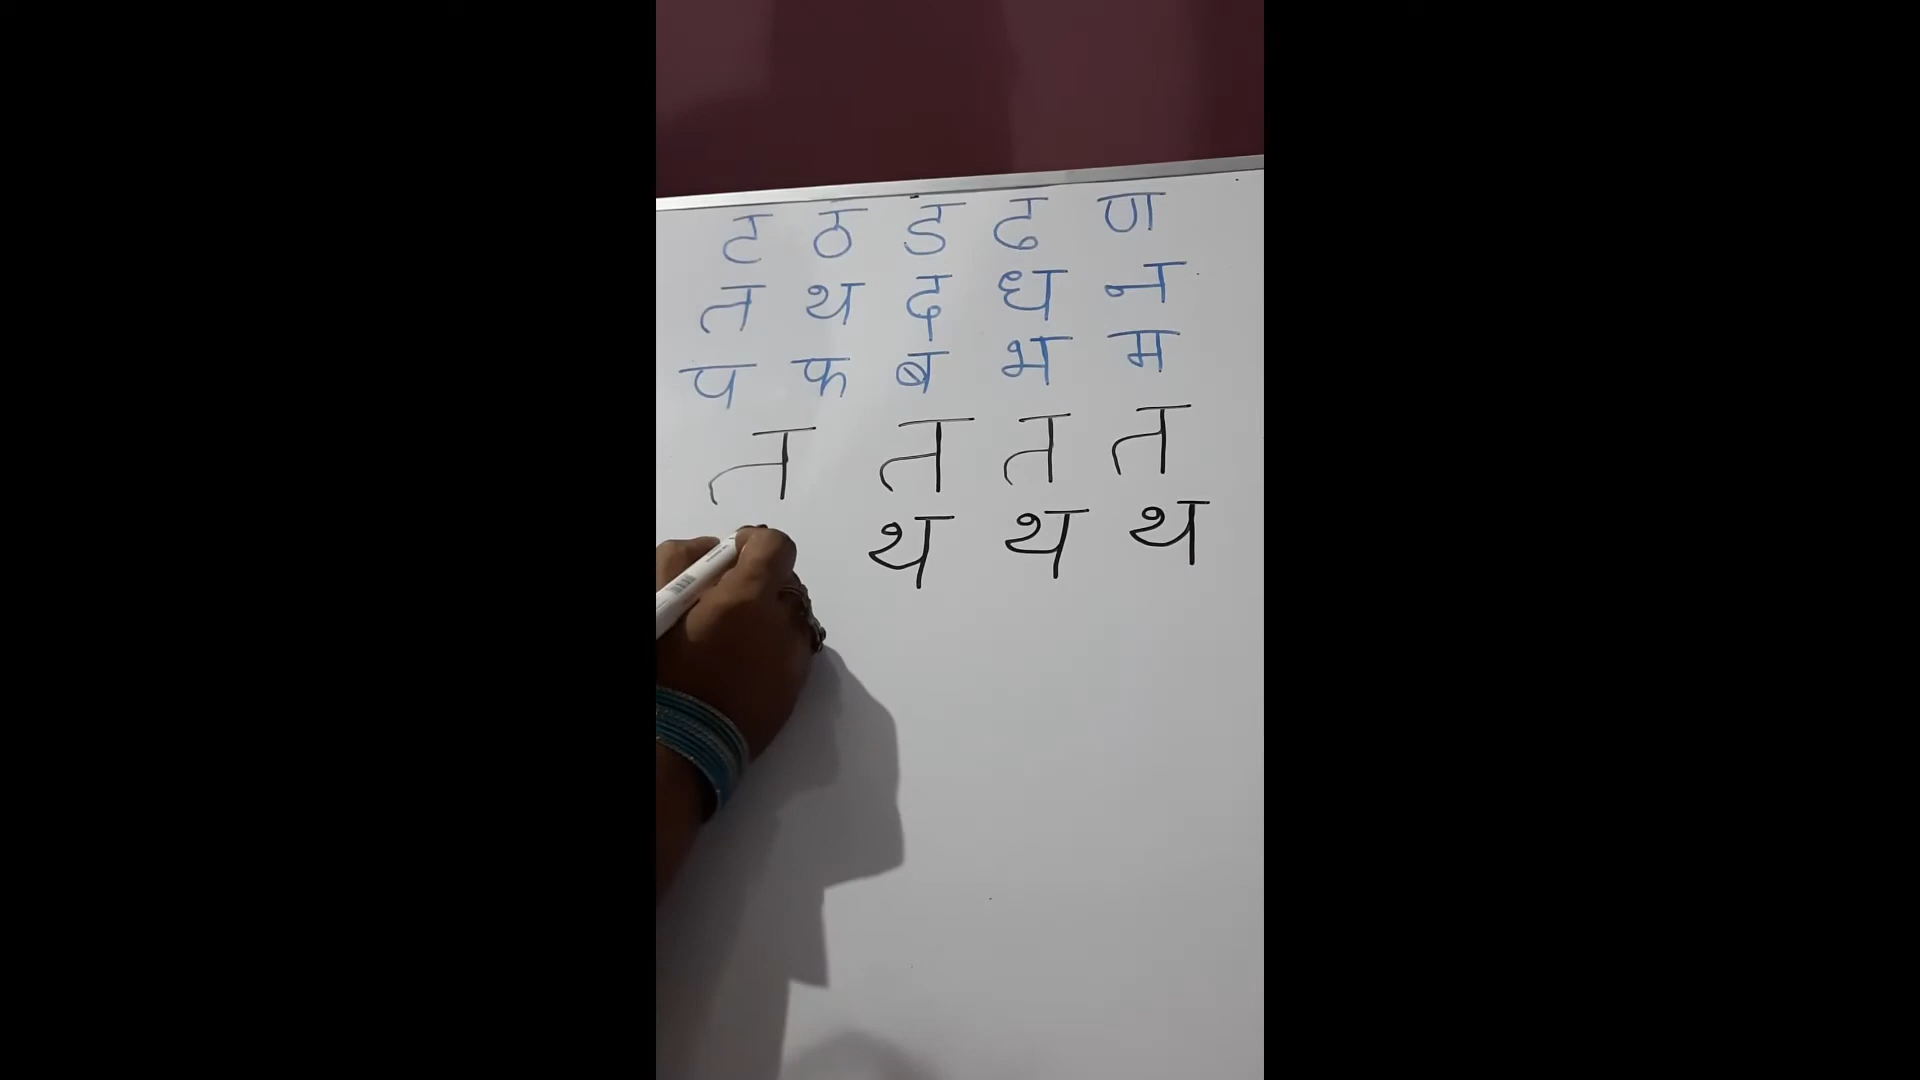 ट ठ ड ढ ण
त थ द ध न
प फ ब भ म
त त त त
थ थ थ